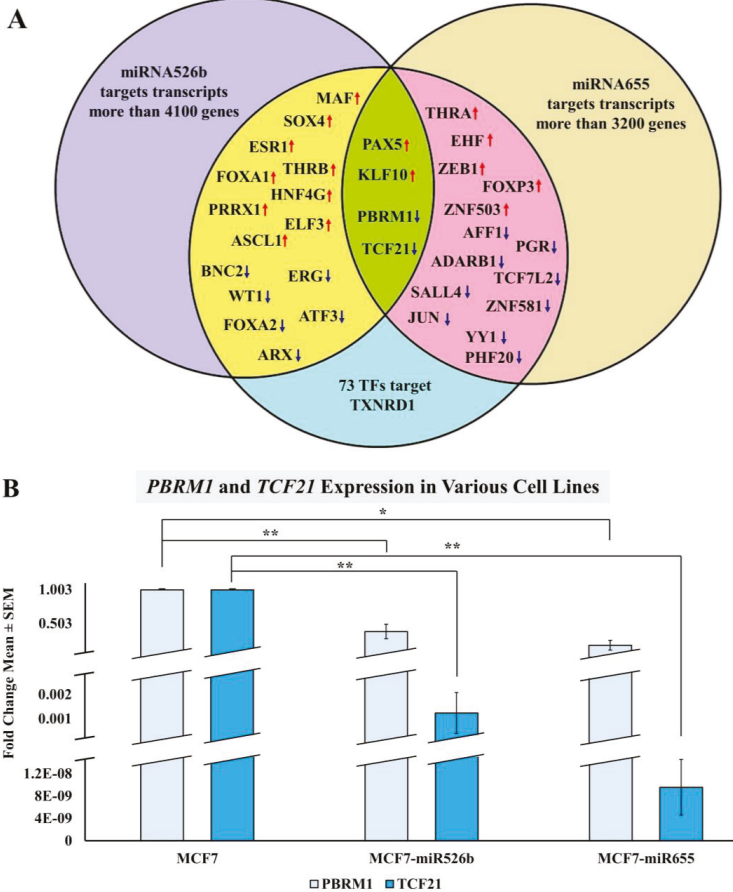 A
miRNA526b
targets transcripts
more than 4100 genes
miRNA655
targets transcripts
more than 3200 genes
MAF↑
SOX4↑
ESR1↑
FOXA1↑
THRB↑
HNF4G↑
PRRX1↑
ELF3↑
ASCL1↑
BNC2↓
ERG↓
WT1↓
FOXA2↓
ATF3↓
ARX↓
PAX5↑
KLF10↑
PBRM1↓
TCF21↓
THRA↑
EHF↑
ZEB1↑
FOXP3↑
ZNF503↑
AFF1↓
PGR↓
ADARB1↓
TCF7L2↓
SALL4↓
ZNF581↓
JUN↓
YY1↓
PHF20↓
73 TFs target
TXNRD1
B
PBRM1 and TCF21 Expression in Various Cell Lines
*
**
**
**
Fold Change Mean ± SEM
1.003
0.503
0.002
0.001
1.2E-08
8E-09
4E-09
0
MCF7 MCF7-miR526b MCF7-miR655
PBRM1 TCF21